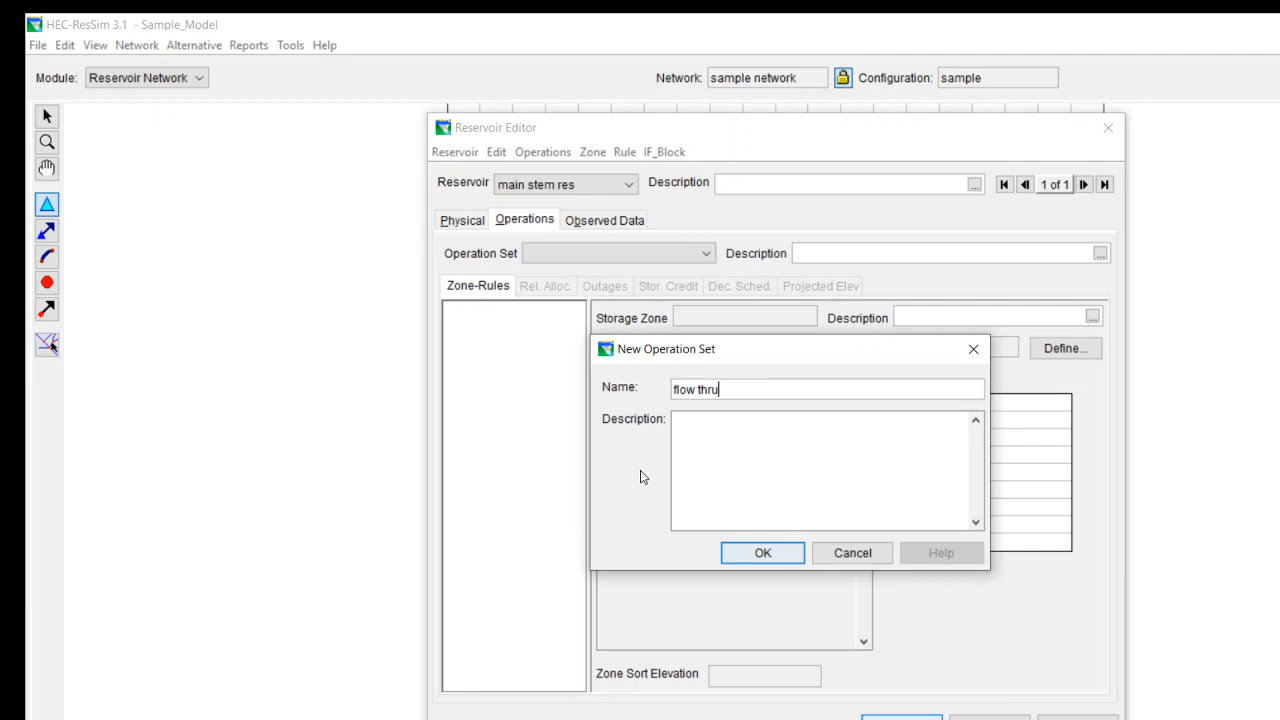 HEC-ResSim 3.1 - Sample_Model
File Edit View Network Alternative Reports Tools Help
Module: Reservoir Network Network: sample network Configuration: sample
Reservoir Editor
Reservoir Edit Operations Zone Rule IF_Block
Reservoir main stem res Description ... 1 of 1
Physical Operations Observed Data
Operation Set Description ...
Zone-Rules Rel. Alloc. Outages Stor. Credit Dec. Sched. Projected Elev
Storage Zone Description ...
New Operation Set Define...
Name: flow thru
Description:
OK Cancel Help
Zone Sort Elevation